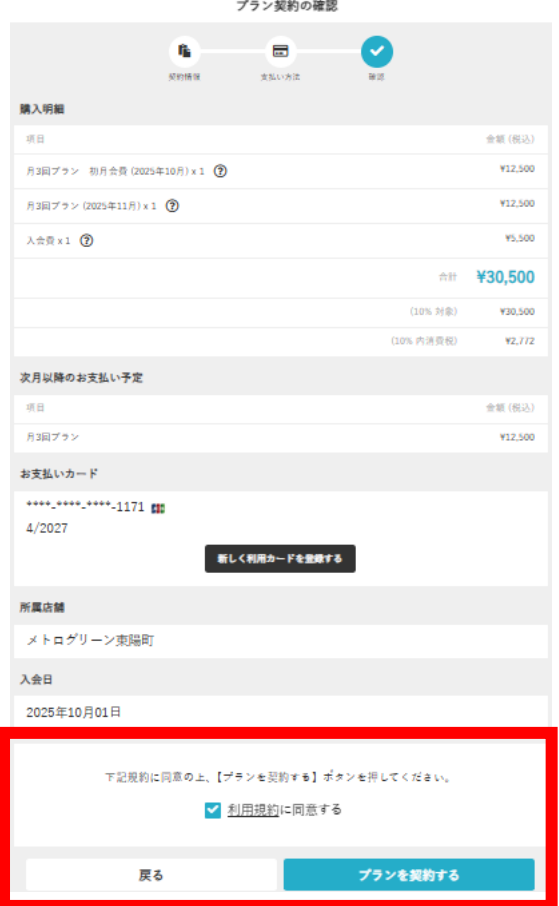 プラン契約の確認
契約情報 支払い方法 確認
購入明細
項目 金額 (税込)
月3回プラン 初月会費 (2025年10月) x 1 ? ¥12,500
月3回プラン (2025年11月) x 1 ? ¥12,500
入会費 x 1 ? ¥5,500
合計 ¥30,500
(10% 対象) ¥30,500
(10% 内消費税) ¥2,772
次月以降のお支払い予定
項目 金額 (税込)
月3回プラン ¥12,500
お支払いカード
****-****-****-1171 JCB
4/2027
新しく利用カードを登録する
所属店舗
メトログリーン東陽町
入会日
2025年10月01日
下記規約に同意の上、【プランを契約する】ボタンを押してください。
利用規約に同意する
戻る プランを契約する